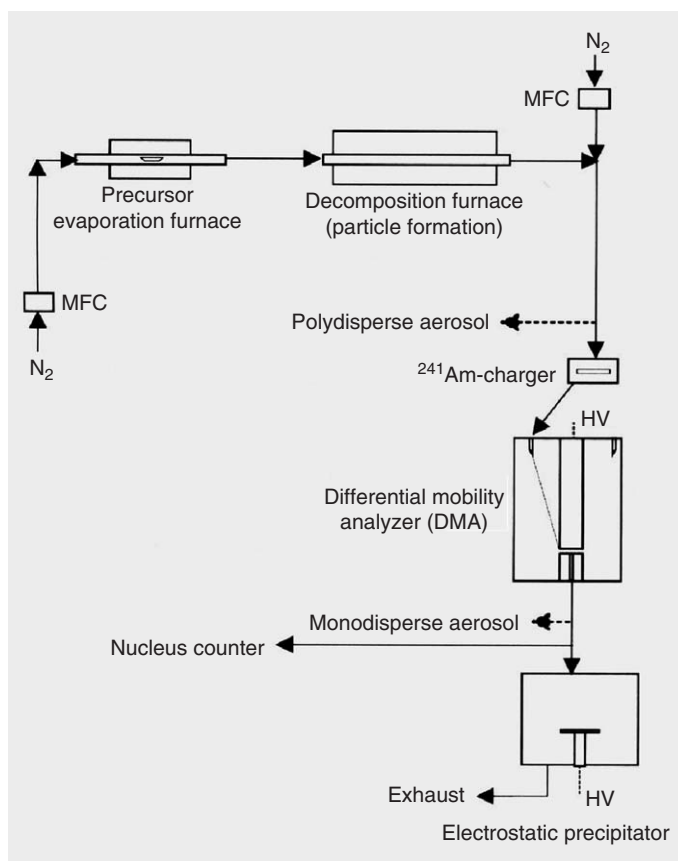 N₂
MFC
Precursor
evaporation furnace
Decomposition furnace
(particle formation)
MFC
N₂
Polydisperse aerosol
²⁴¹Am-charger
HV
Differential mobility
analyzer (DMA)
Monodisperse aerosol
Nucleus counter
Exhaust
HV
Electrostatic precipitator